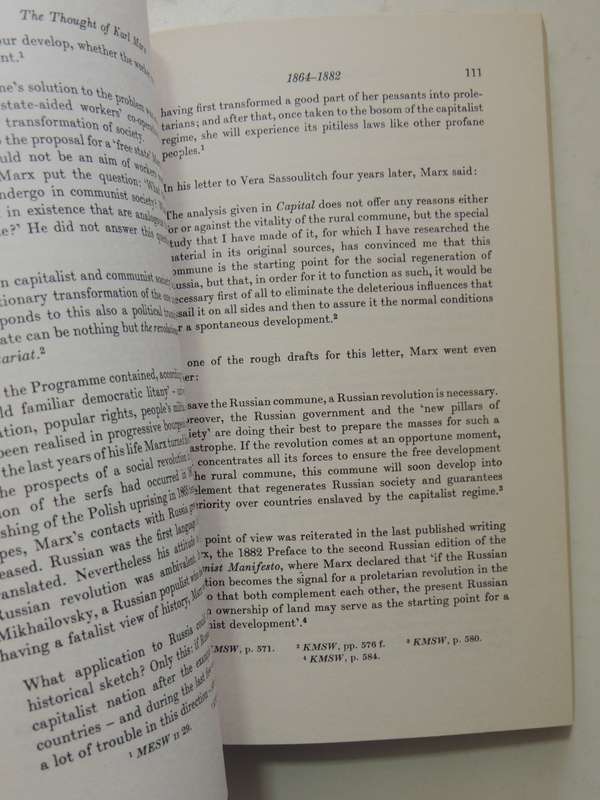 The Thought of Karl Marx
our develop, whether the
ent.¹
ne's solution to the problem
state-aided workers'
transformation of society.
o the proposal for a 'free state'
ould not be an aim of workers
Marx put the question:
ndergo in communist society?
in existence that are
e?' He did not answer this
n capitalist and communist
tionary transformation of the
ponds to this also a political
ate can be nothing but the
tariat.²
the Programme contained,
ld familiar democratic litany' –
ation, popular rights, people's
been realised in progressive
the last years of his life Marx
he prospects of a social revolution
on of the serfs had occurred in
shing of the Polish uprising in
pes, Marx's contacts with Russia
eased. Russian was the first
ranslated. Nevertheless his attitude
Russian revolution was ambivalent.
Mikhailovsky, a Russian populist
having a fatalist view of history,
What application to Russia
historical sketch? Only this: if
capitalist nation after the
countries – and during the last
a lot of trouble in this direction –
¹ MESW II 29.
1864–1882 111
having first transformed a good part of her peasants into prole-
tarians; and after that, once taken to the bosom of the capitalist
regime, she will experience its pitiless laws like other profane
peoples.¹
In his letter to Vera Sassoulitch four years later, Marx said:
The analysis given in Capital does not offer any reasons either
for or against the vitality of the rural commune, but the special
study that I have made of it, for which I have researched the
material in its original sources, has convinced me that this
commune is the starting point for the social regeneration of
Russia, but that, in order for it to function as such, it would be
necessary first of all to eliminate the deleterious influences that
assail it on all sides and then to assure it the normal conditions
for a spontaneous development.²
one of the rough drafts for this letter, Marx went even
er:
save the Russian commune, a Russian revolution is necessary.
reover, the Russian government and the 'new pillars of
iety' are doing their best to prepare the masses for such a
astrophe. If the revolution comes at an opportune moment,
concentrates all its forces to ensure the free development
he rural commune, this commune will soon develop into
element that regenerates Russian society and guarantees
eriority over countries enslaved by the capitalist regime.³
point of view was reiterated in the last published writing
rx, the 1882 Preface to the second Russian edition of the
nist Manifesto, where Marx declared that 'if the Russian
tion becomes the signal for a proletarian revolution in the
o that both complement each other, the present Russian
n ownership of land may serve as the starting point for a
nist development'.⁴
KMSW, p. 571. ² KMSW, pp. 576 f. ³ KMSW, p. 580.
⁴ KMSW, p. 584.